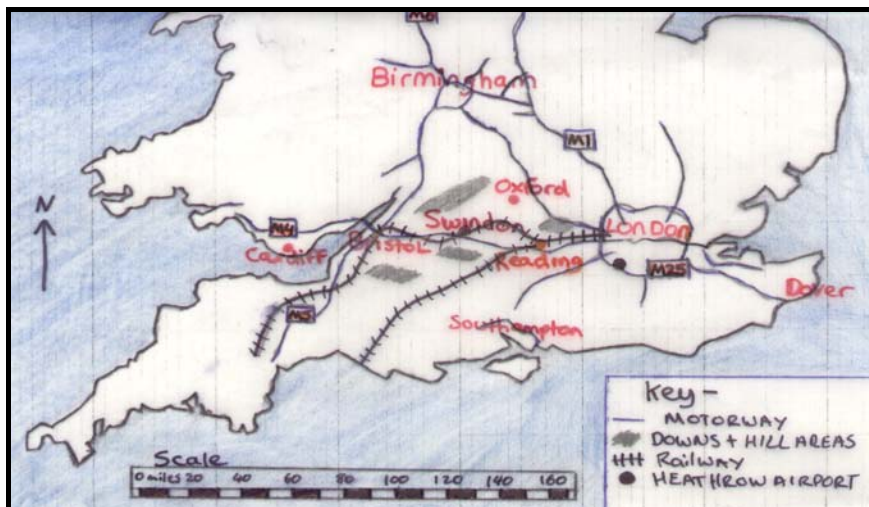 M6
Birmingham
M1
N
Oxford
M4
Swindon
LONDON
Cardiff
BRISTOL
Reading
M25
Dover
M5
Southampton
Key -
MOTORWAY
DOWNS + HILL AREAS
Railway
HEATHROW AIRPORT
Scale
0 miles 20 40 60 80 100 120 140 160